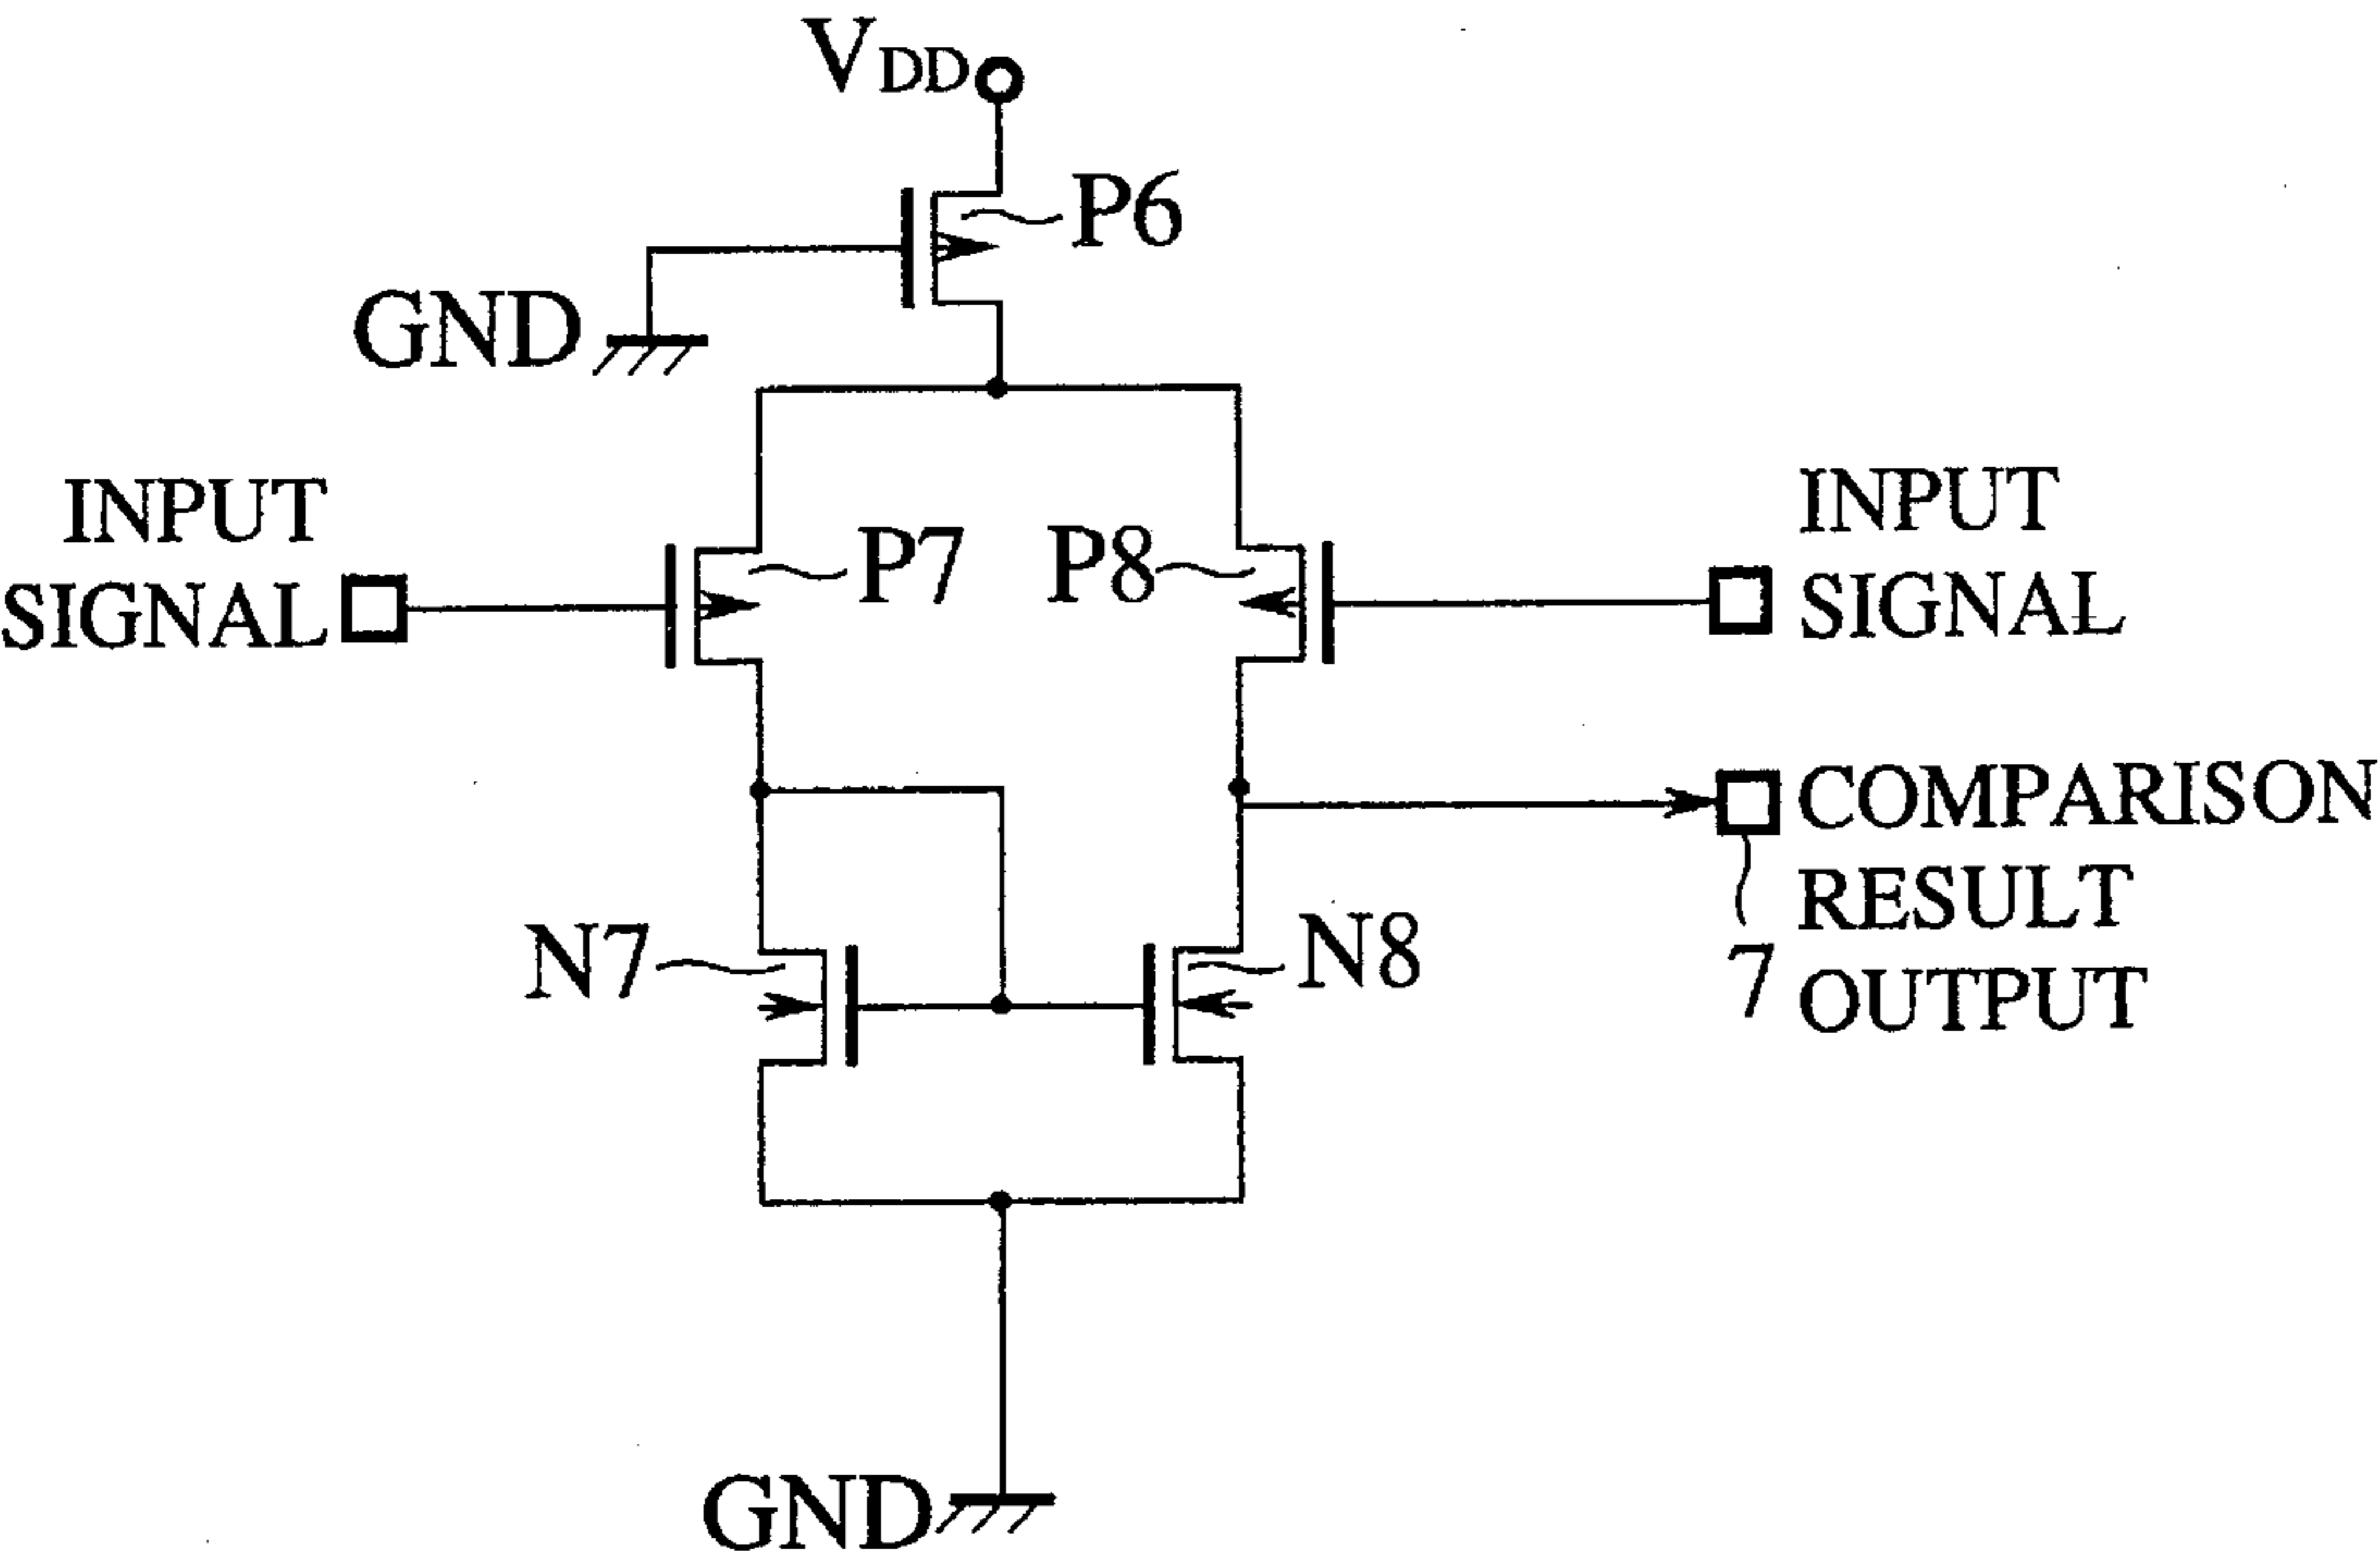 VDD
P6
GND
INPUT
SIGNAL
P7
P8
INPUT
SIGNAL
COMPARISON
RESULT
OUTPUT
7
N7
N8
GND